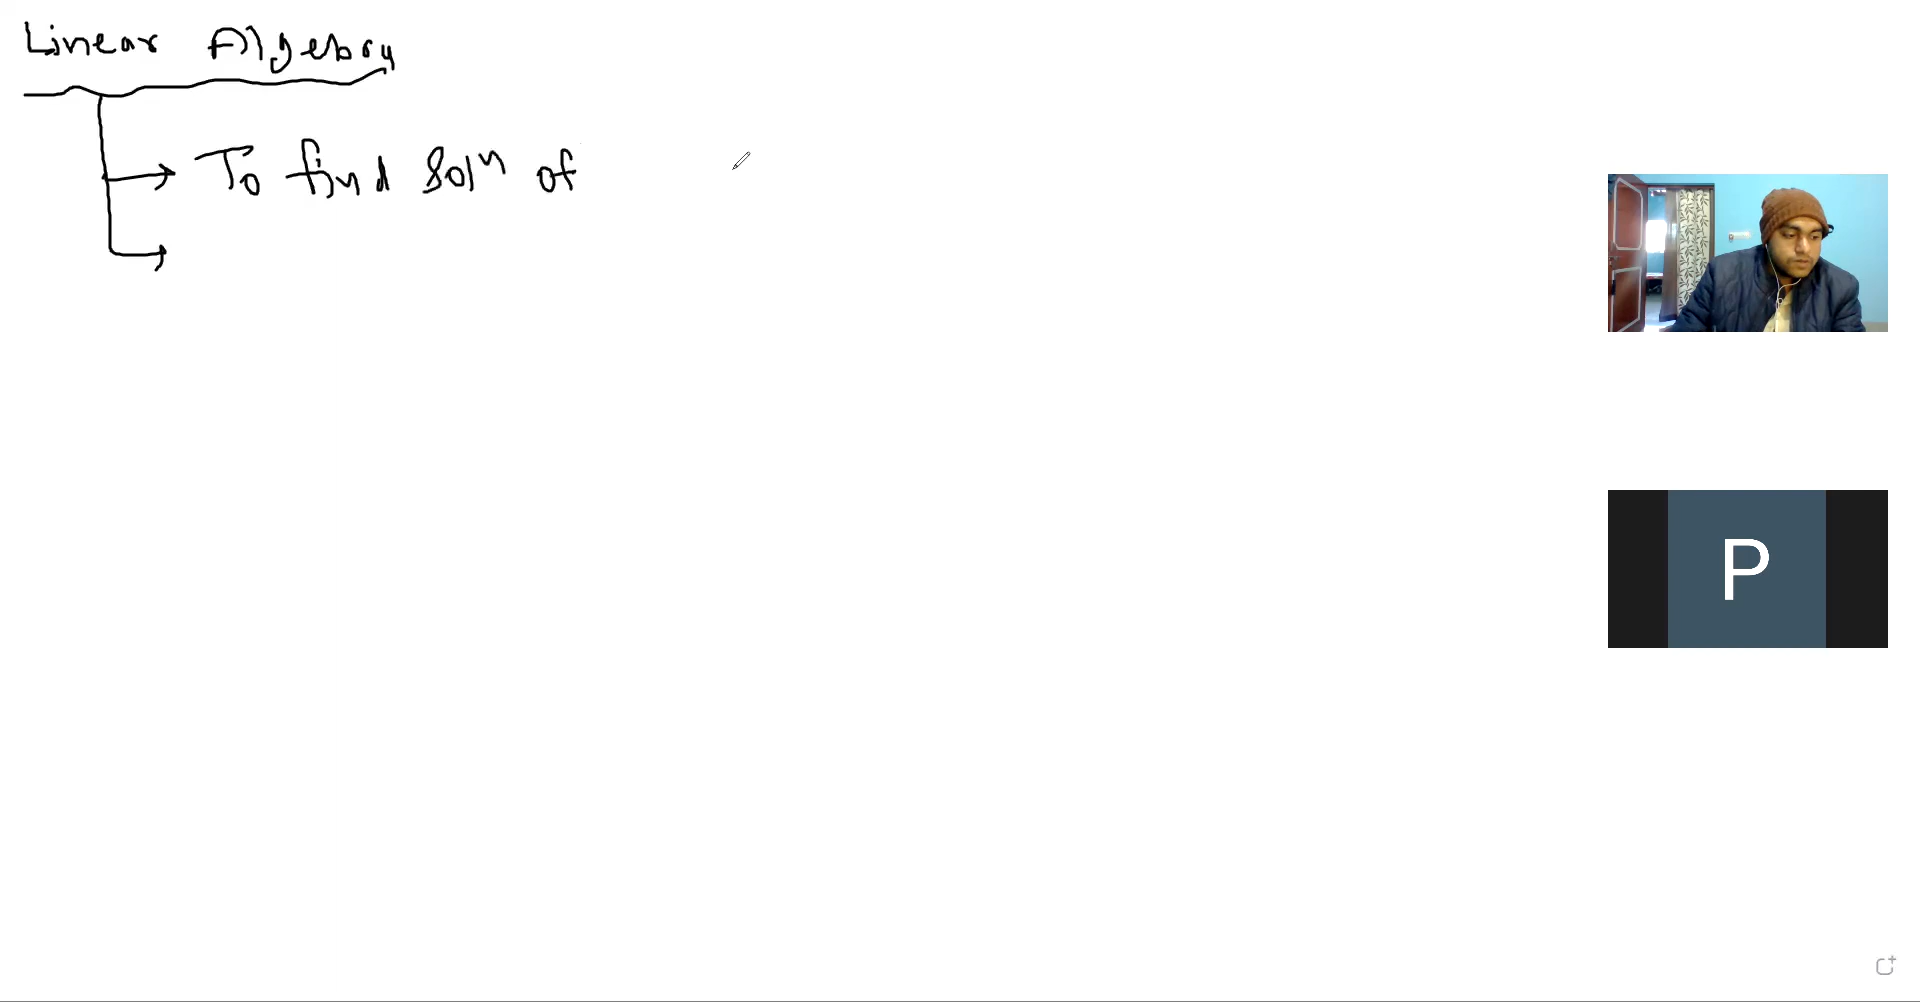 Linear Algebra
→ To find Solⁿ of
→
P